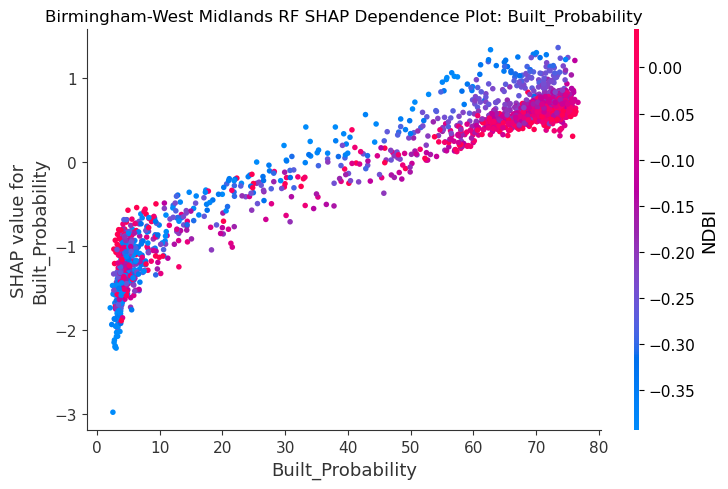 Birmingham-West Midlands RF SHAP Dependence Plot: Built_Probability
1
0
−1
−2
−3
SHAP value for
Built_Probability
0 10 20 30 40 50 60 70 80
Built_Probability
0.00
−0.05
−0.10
−0.15
−0.20
−0.25
−0.30
−0.35
NDBI